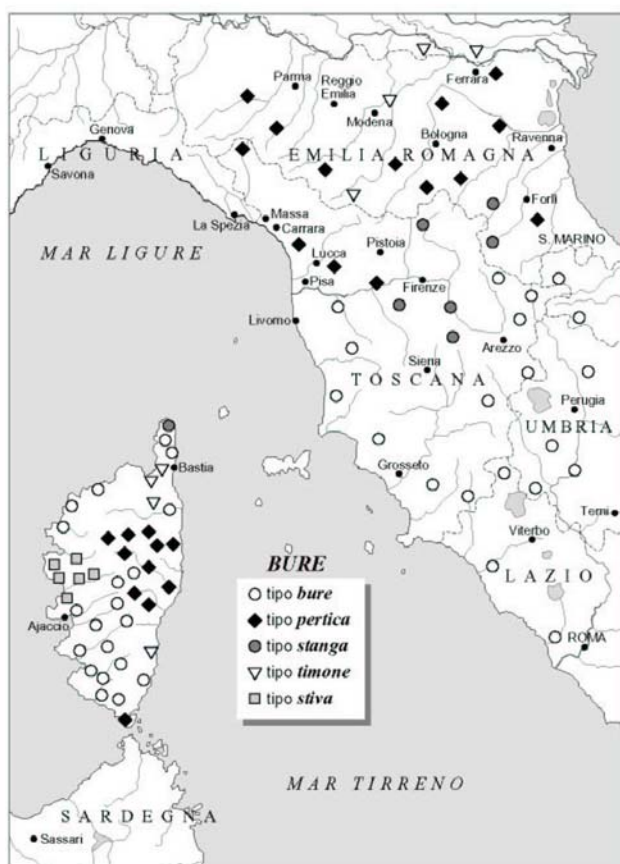 Parma
Reggio
Emilia
Ferrara
Modena
Genova
Bologna
Ravenna
LIGURIA
EMILIA ROMAGNA
Savona
Forlì
La Spezia
Massa
Carrara
S. MARINO
MAR LIGURE
Lucca
Pistoia
Pisa
Firenze
Livorno
Arezzo
Siena
TOSCANA
Perugia
UMBRIA
Bastia
Grosseto
Terni
Viterbo
LAZIO
Ajaccio
ROMA
BURE
tipo bure
tipo pertica
tipo stanga
tipo timone
tipo stiva
MAR TIRRENO
SARDEGNA
Sassari